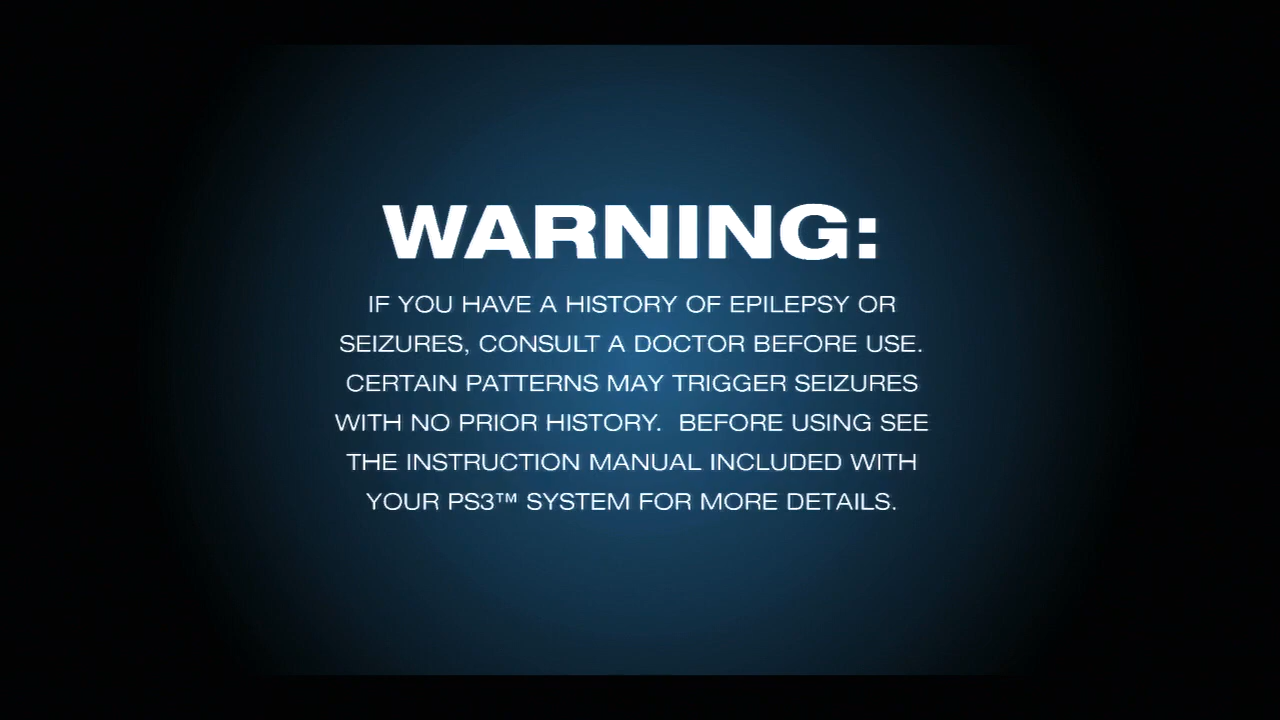 WARNING:
IF YOU HAVE A HISTORY OF EPILEPSY OR
SEIZURES, CONSULT A DOCTOR BEFORE USE.
CERTAIN PATTERNS MAY TRIGGER SEIZURES
WITH NO PRIOR HISTORY.  BEFORE USING SEE
THE INSTRUCTION MANUAL INCLUDED WITH
YOUR PS3™ SYSTEM FOR MORE DETAILS.